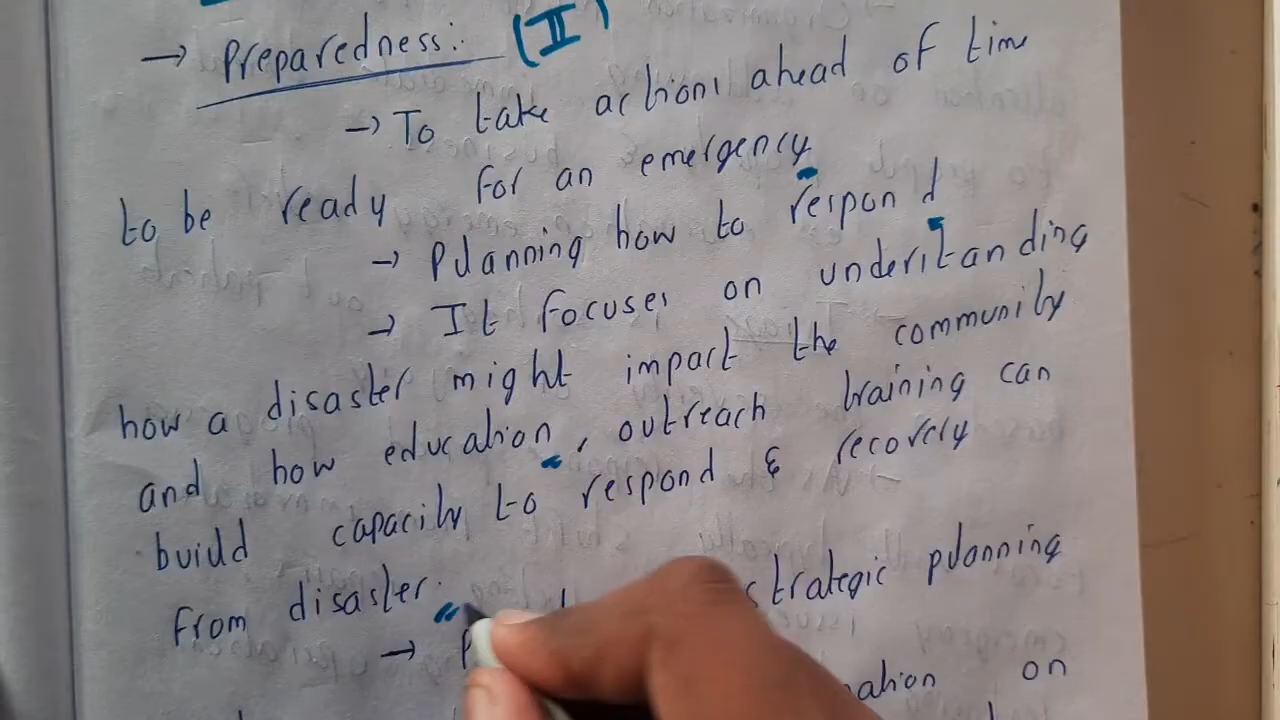 → Preparedness:. (II)
→ To take actions ahead of time
to be ready for an emergency
→ Planning how to respond
→ It focuses on understanding
how a disaster might impact the community
and how education, outreach training can
build capacity to respond & recovery
from disaster.
→ strategic planning
on